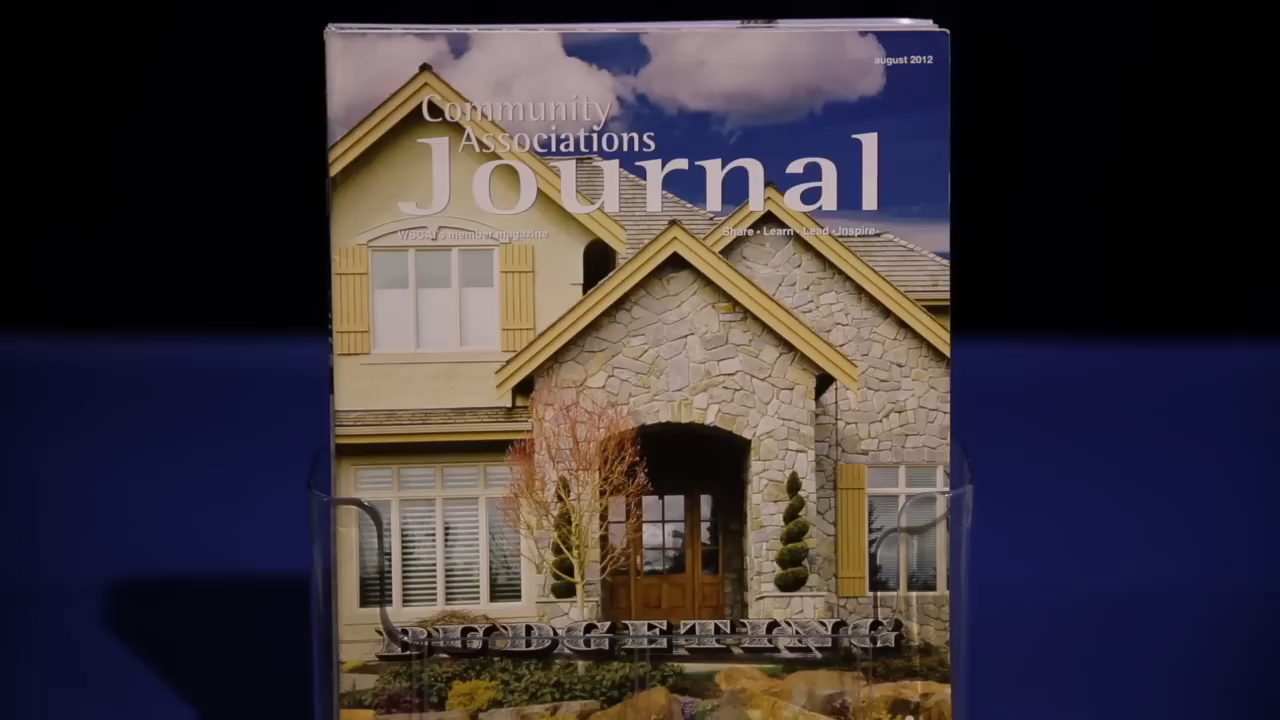 august 2012
Community
Associations
Journal
WSCAI's member magazine
Share • Learn • Lead • Inspire
BUDGETING